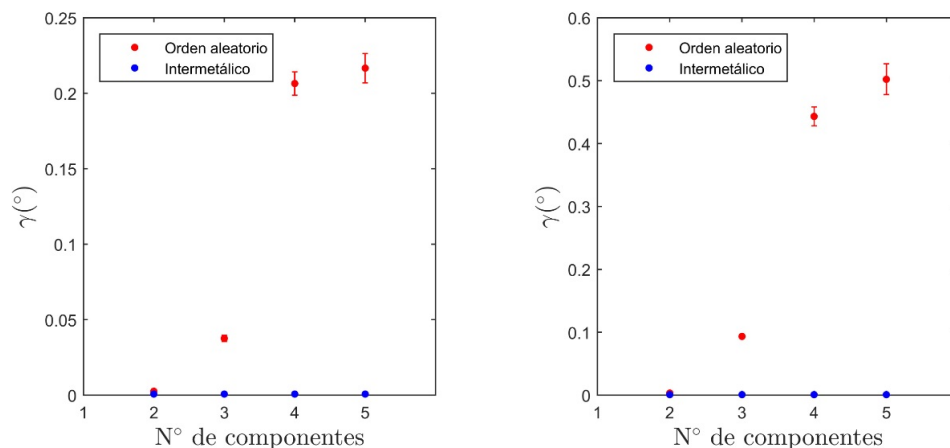 0.25
0.2
0.15
0.1
0.05
0
γ(°)
Orden aleatorio
Intermetálico
1 2 3 4 5
N° de componentes
0.6
0.5
0.4
0.3
0.2
0.1
0
γ(°)
Orden aleatorio
Intermetálico
1 2 3 4 5
N° de componentes